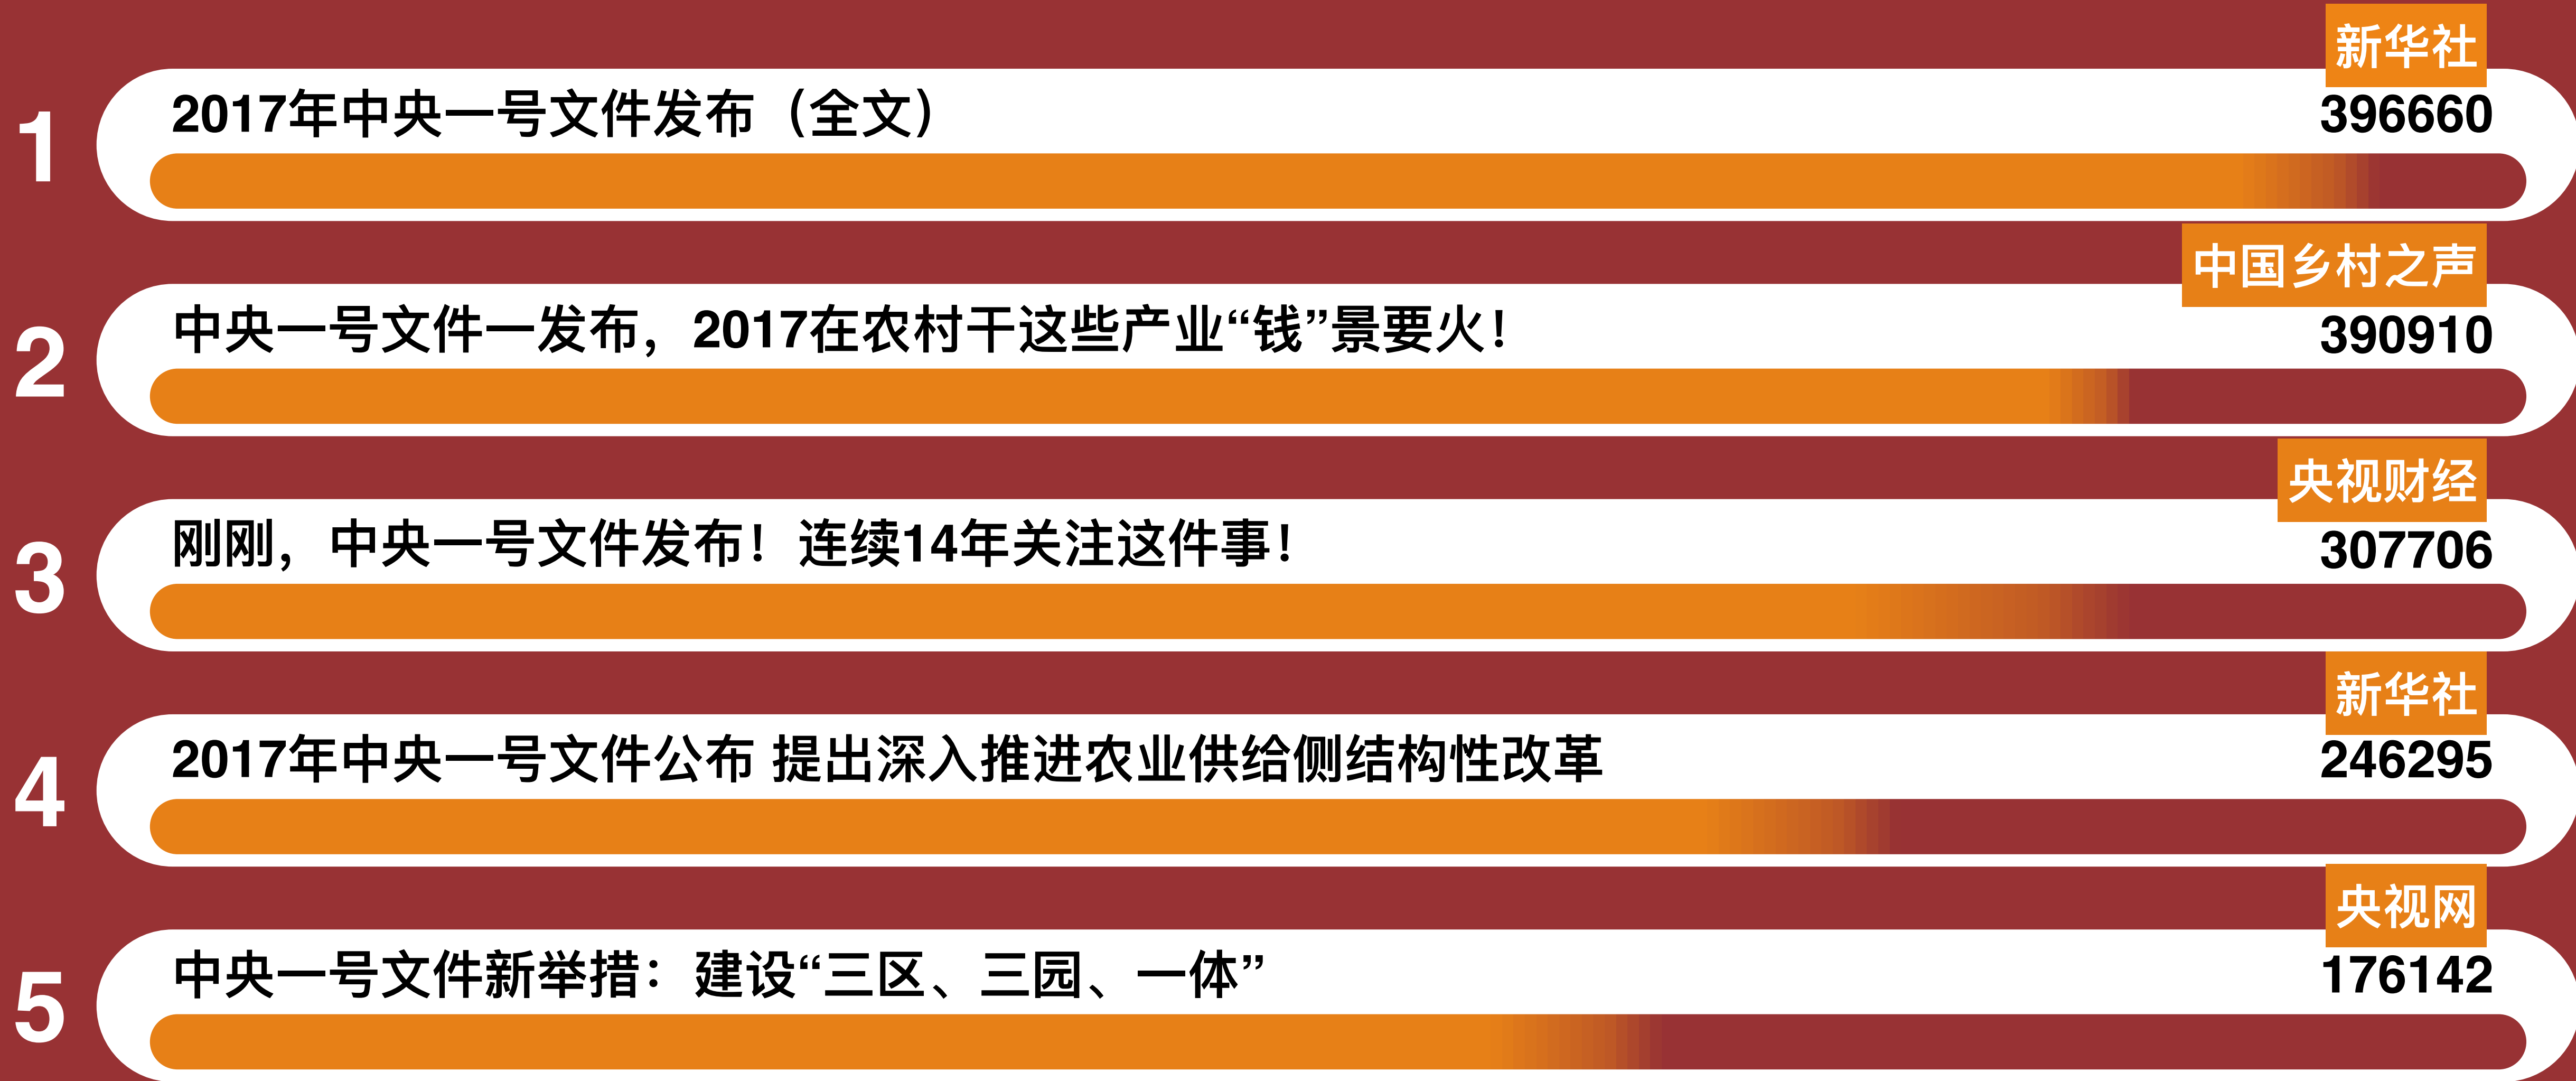 新华社
1
2017年中央一号文件发布（全文）
396660
中国乡村之声
2
中央一号文件一发布，2017在农村干这些产业“钱”景要火！
390910
央视财经
3
刚刚，中央一号文件发布！连续14年关注这件事！
307706
新华社
4
2017年中央一号文件公布 提出深入推进农业供给侧结构性改革
246295
央视网
5
中央一号文件新举措：建设“三区、三园、一体”
176142